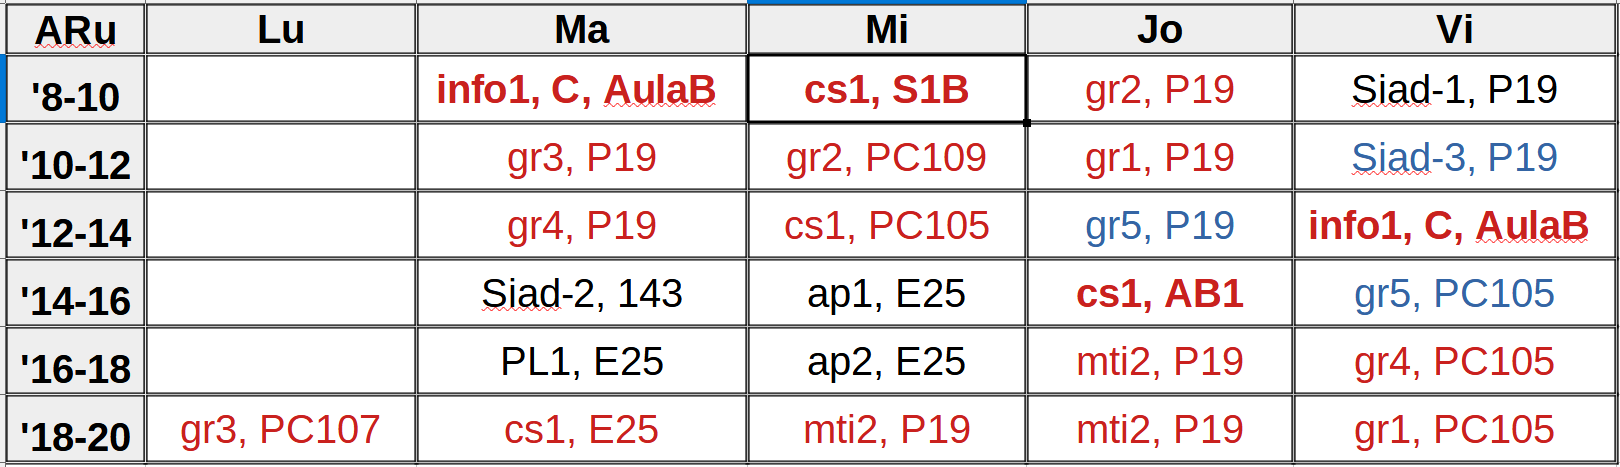 ARu Lu Ma Mi Jo Vi
'8-10 info1, C, AulaB cs1, S1B gr2, P19 Siad-1, P19
'10-12 gr3, P19 gr2, PC109 gr1, P19 Siad-3, P19
'12-14 gr4, P19 cs1, PC105 gr5, P19 info1, C, AulaB
'14-16 Siad-2, 143 ap1, E25 cs1, AB1 gr5, PC105
'16-18 PL1, E25 ap2, E25 mti2, P19 gr4, PC105
'18-20 gr3, PC107 cs1, E25 mti2, P19 mti2, P19 gr1, PC105